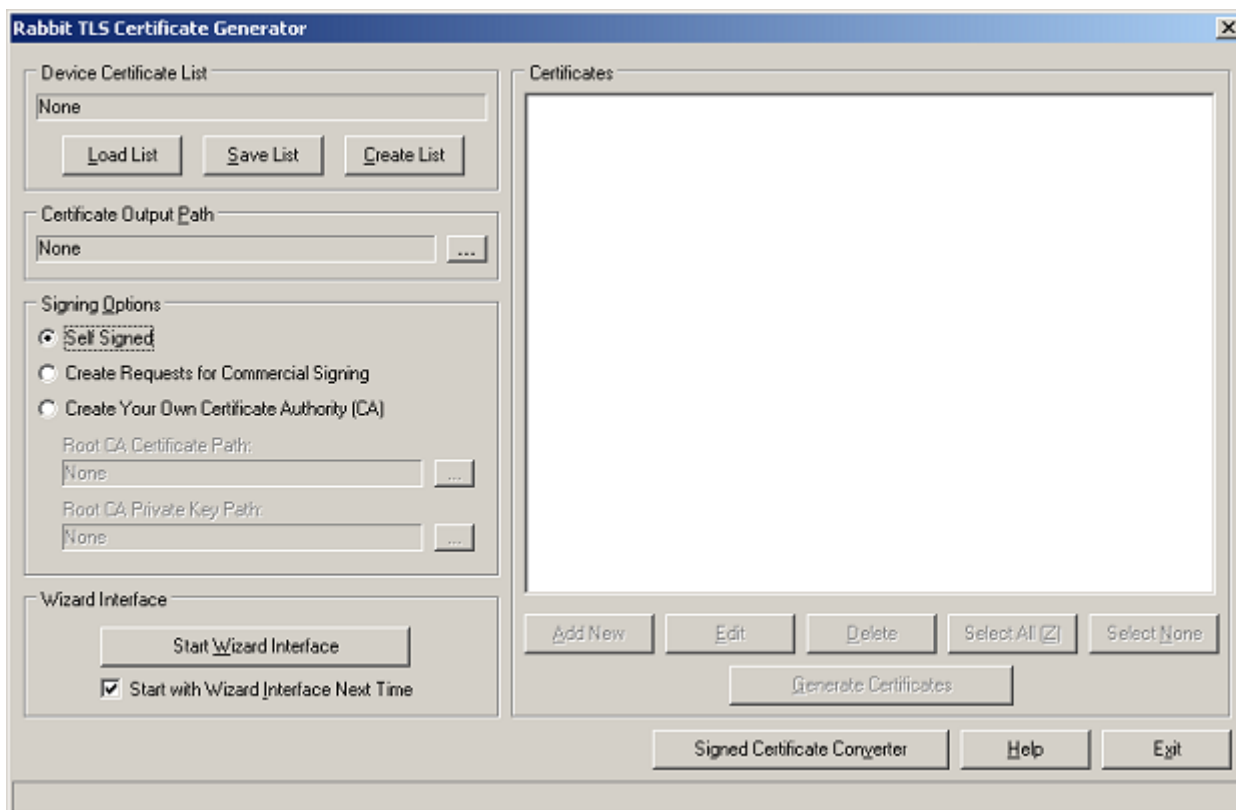 Rabbit TLS Certificate Generator
Device Certificate List
None
Load List Save List Create List
Certificate Output Path
None ...
Signing Options
Self Signed
Create Requests for Commercial Signing
Create Your Own Certificate Authority (CA)
Root CA Certificate Path:
None ...
Root CA Private Key Path:
None ...
Wizard Interface
Start Wizard Interface
Start with Wizard Interface Next Time
Certificates
Add New Edit Delete Select All (Z) Select None
Generate Certificates
Signed Certificate Converter Help Exit